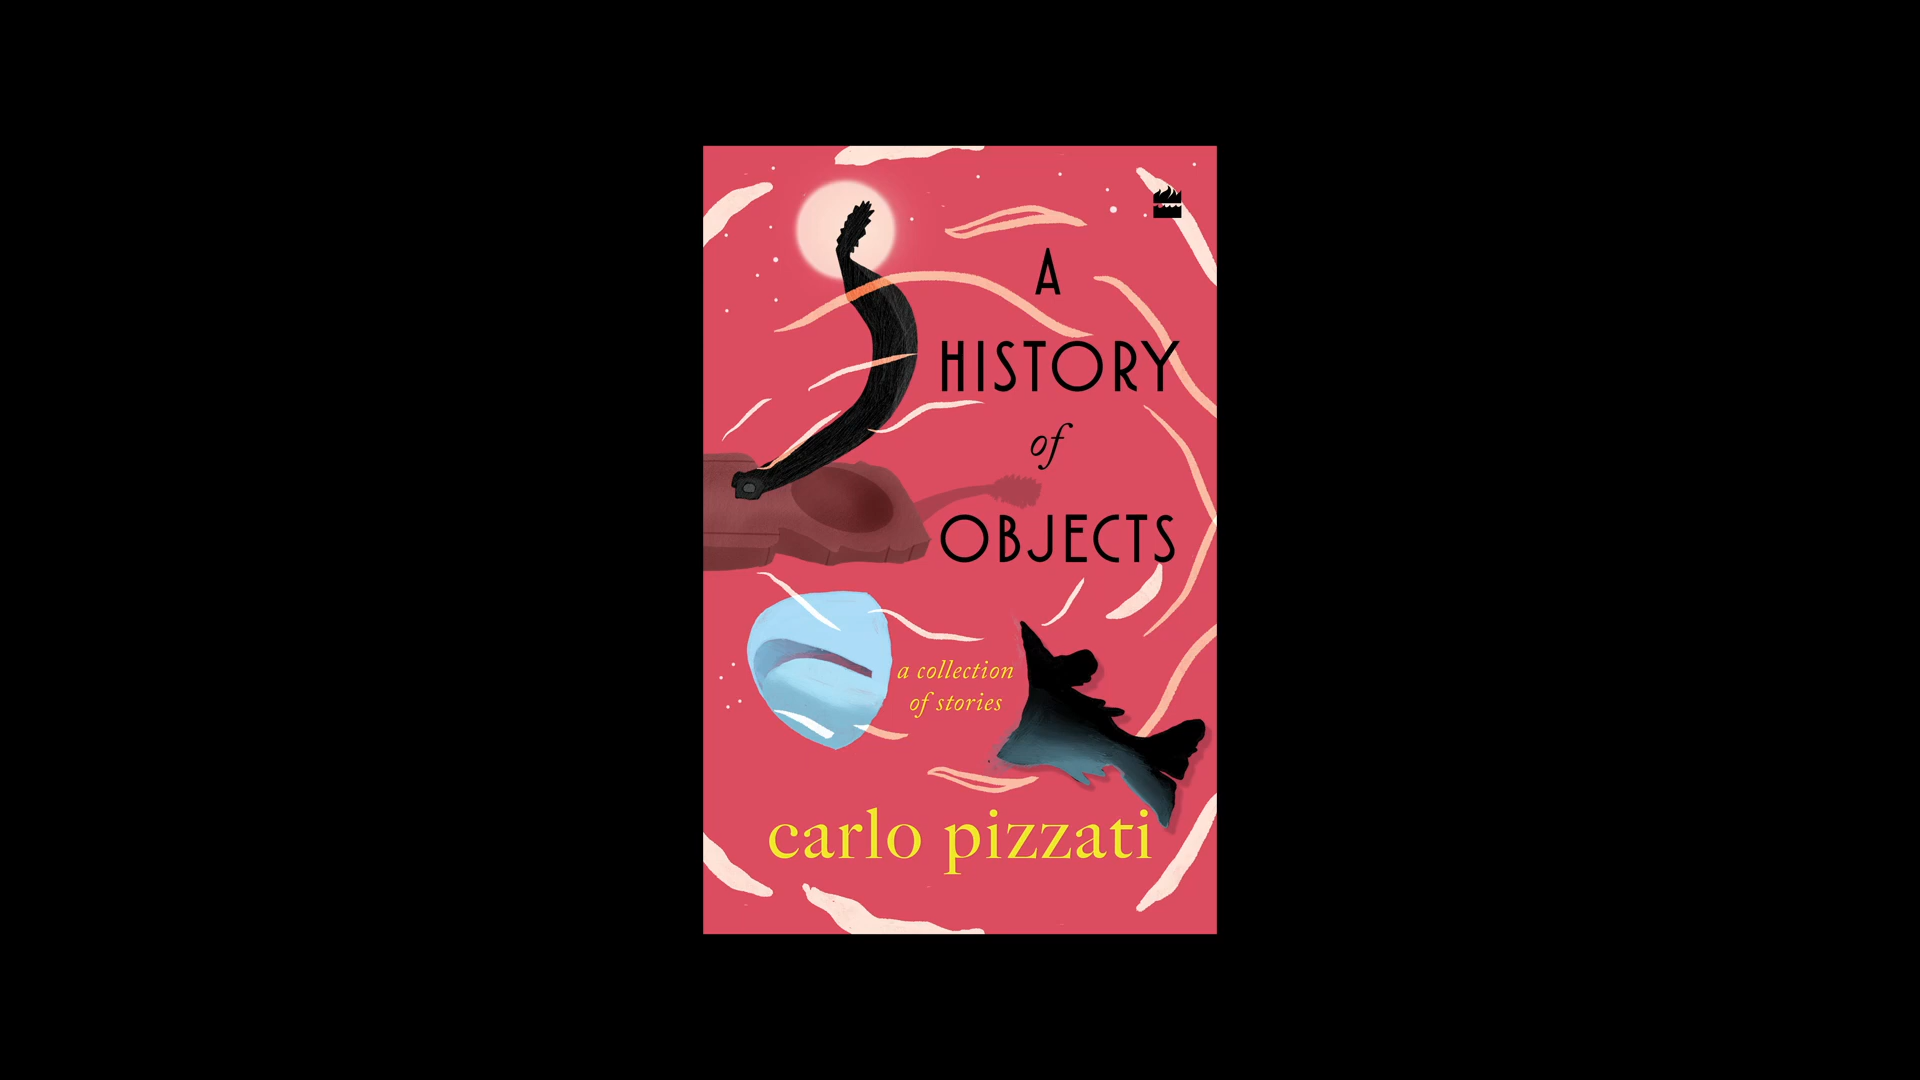 A
HISTORY
of
OBJECTS
a collection
of stories
carlo pizzati